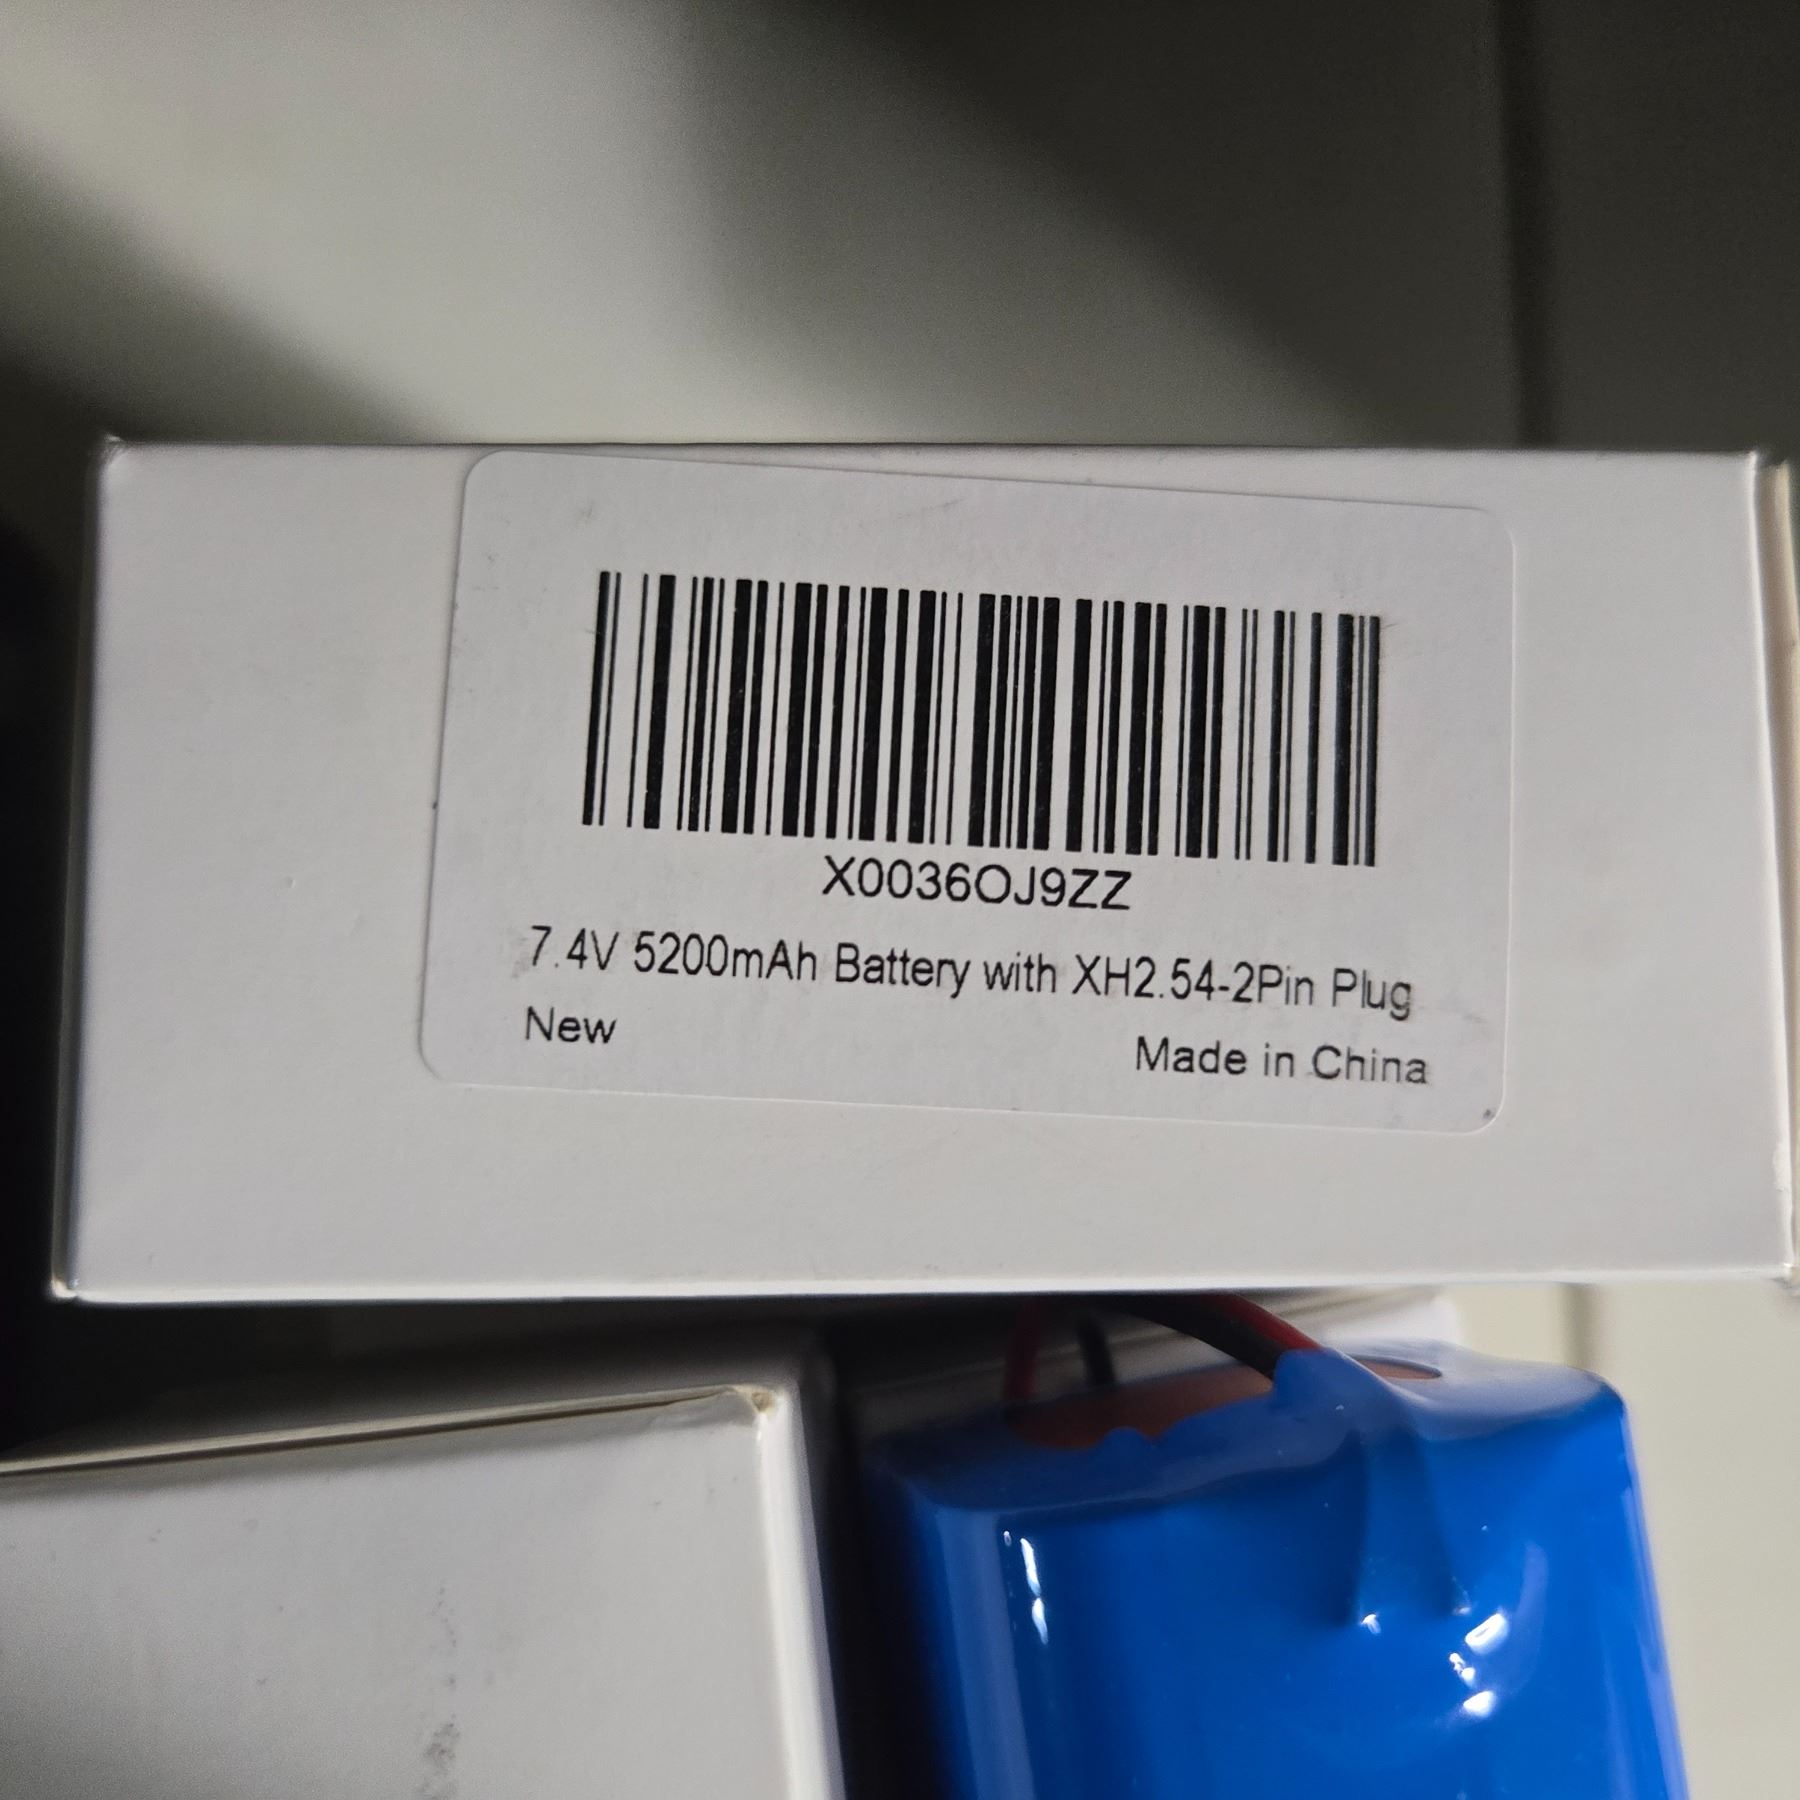 X0036OJ9ZZ
7.4V 5200mAh Battery with XH2.54-2Pin Plug
New
Made in China